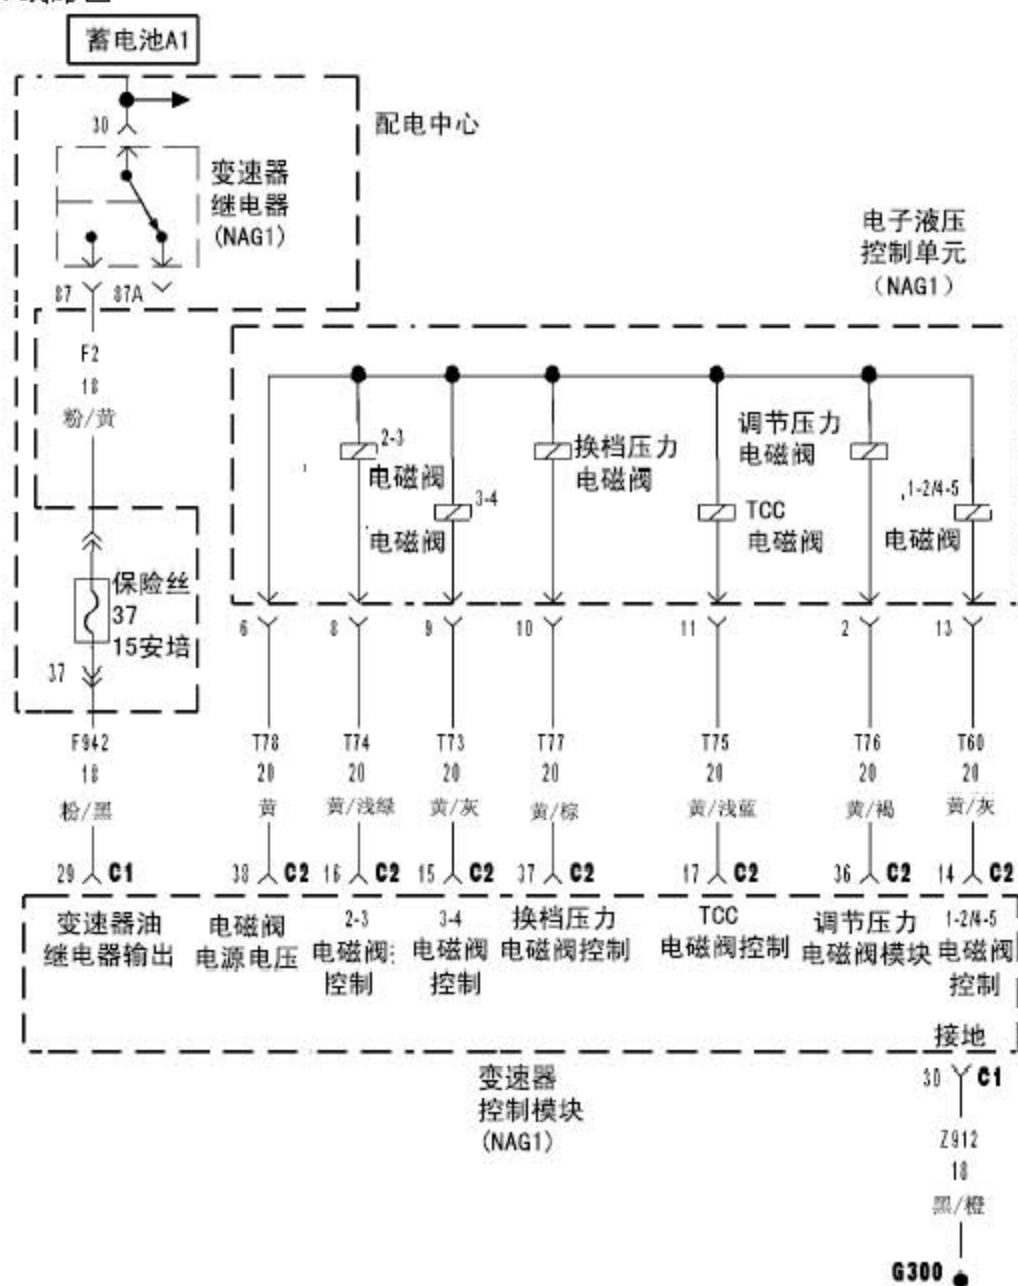 蓄电池A1
配电中心
30
变速器
继电器
(NAG1)
87
87A
电子液压
控制单元
（NAG1）
F2
18
粉/黄
2-3
电磁阀
3-4
电磁阀
换档压力
电磁阀
TCC
电磁阀
调节压力
电磁阀
1-2/4-5
电磁阀
保险丝
37
15安培
37
6
8
9
10
11
2
13
F942
18
粉/黑
T78
20
黄
T74
20
黄/浅绿
T73
20
黄/灰
T77
20
黄/棕
T75
20
黄/浅蓝
T76
20
黄/褐
T60
20
黄/灰
29 C1
38 C2
16 C2
15 C2
37 C2
17 C2
36 C2
14 C2
变速器油
继电器输出
电磁阀
电源电压
2-3
电磁阀
控制
3-4
电磁阀
控制
换档压力
电磁阀控制
TCC
电磁阀控制
调节压力
电磁阀模块
1-2/4-5
电磁阀
控制
接地
变速器
控制模块
(NAG1)
30 C1
Z912
18
黑/橙
G300